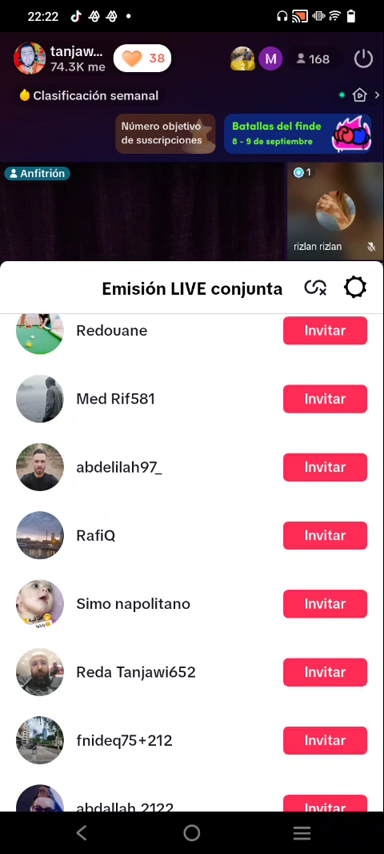 22:22
tanjaw...
74.3K me
38
2
M
168
Clasificación semanal
Número objetivo
de suscripciones
Batallas del finde
8 - 9 de septiembre
Anfitrión
1
rizlan rizlan
Emisión LIVE conjunta
Redouane
Invitar
Med Rif581
Invitar
abdelilah97_
Invitar
RafiQ
Invitar
Simo napolitano
Invitar
Reda Tanjawi652
Invitar
fnideq75+212
Invitar
abdallah 2122
Invitar